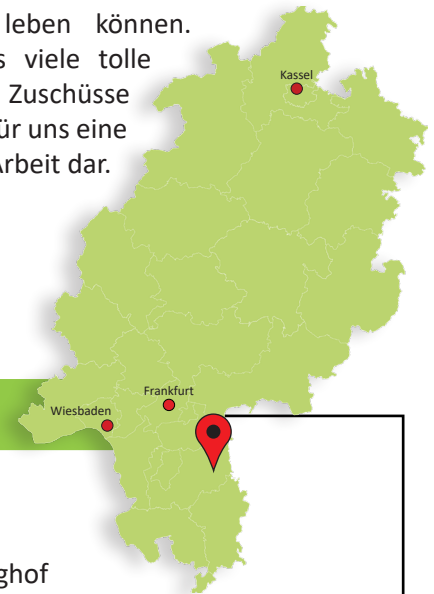 leben können.
s viele tolle
Zuschüsse
für uns eine
Arbeit dar.
Kassel
Frankfurt
Wiesbaden
ghof